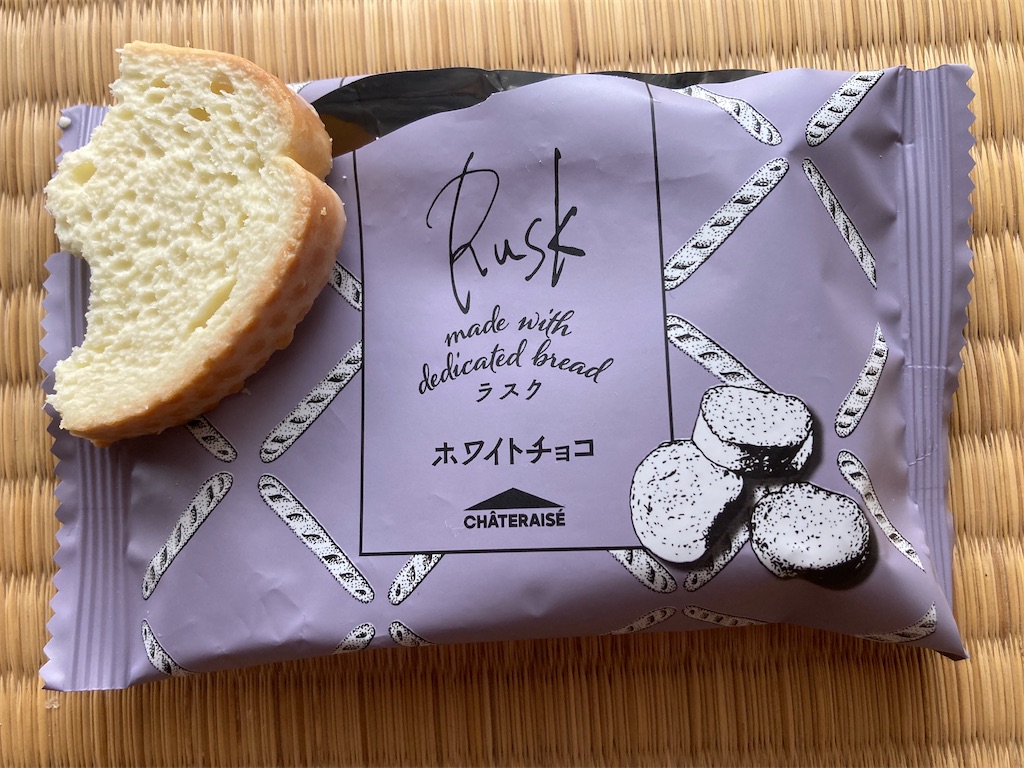 Rusk
made with
dedicated bread
ラスク
ホワイトチョコ
CHÂTERAISÉ